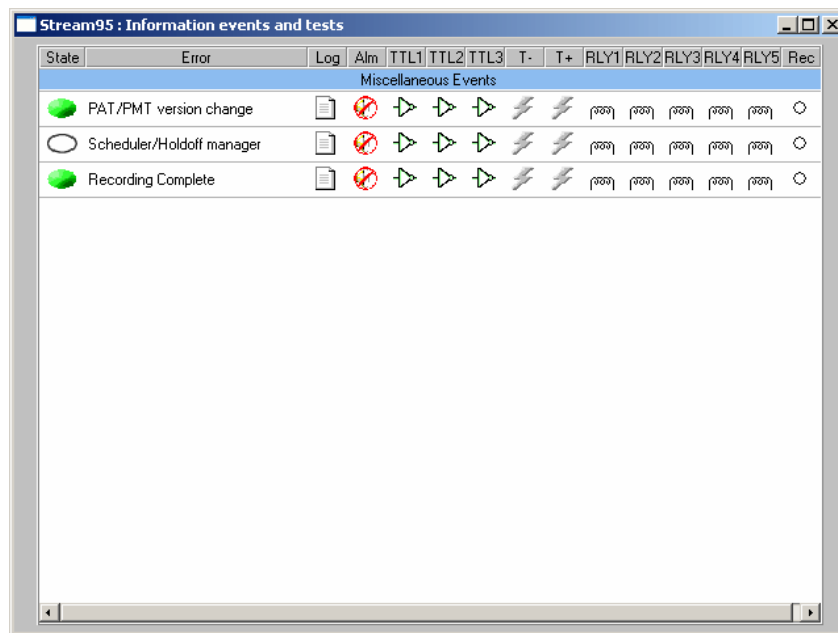 Stream95 : Information events and tests
State Error Log Alm TTL1 TTL2 TTL3 T- T+ RLY1 RLY2 RLY3 RLY4 RLY5 Rec
Miscellaneous Events
PAT/PMT version change
Scheduler/Holdoff manager
Recording Complete